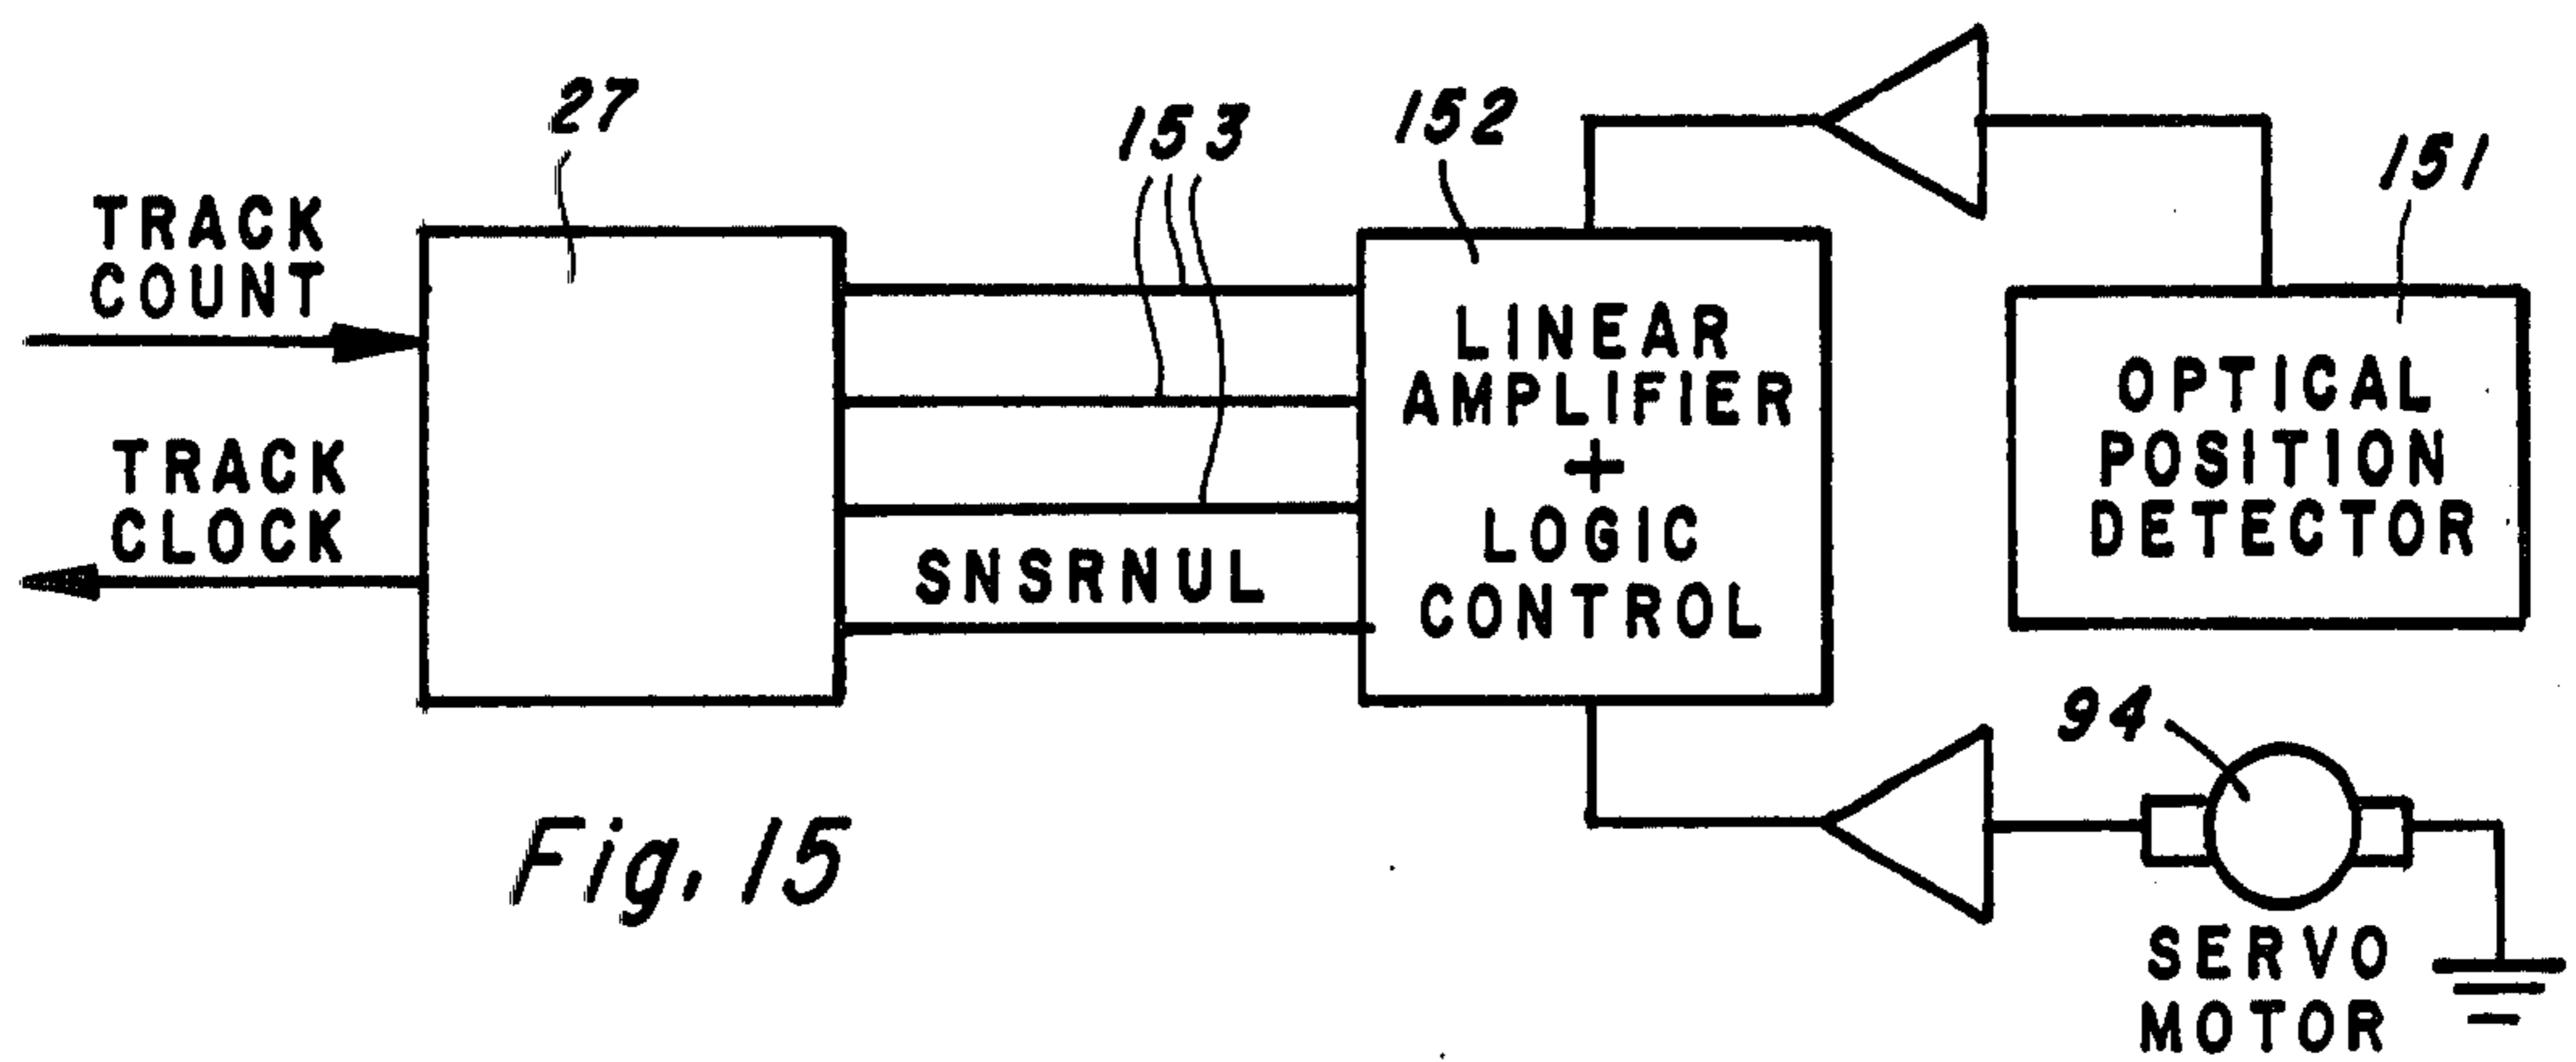 27
153
152
151
TRACK
COUNT
TRACK
CLOCK
SNSRNUL
LINEAR
AMPLIFIER
+
LOGIC
CONTROL
OPTICAL
POSITION
DETECTOR
94
SERVO
MOTOR
Fig. 15